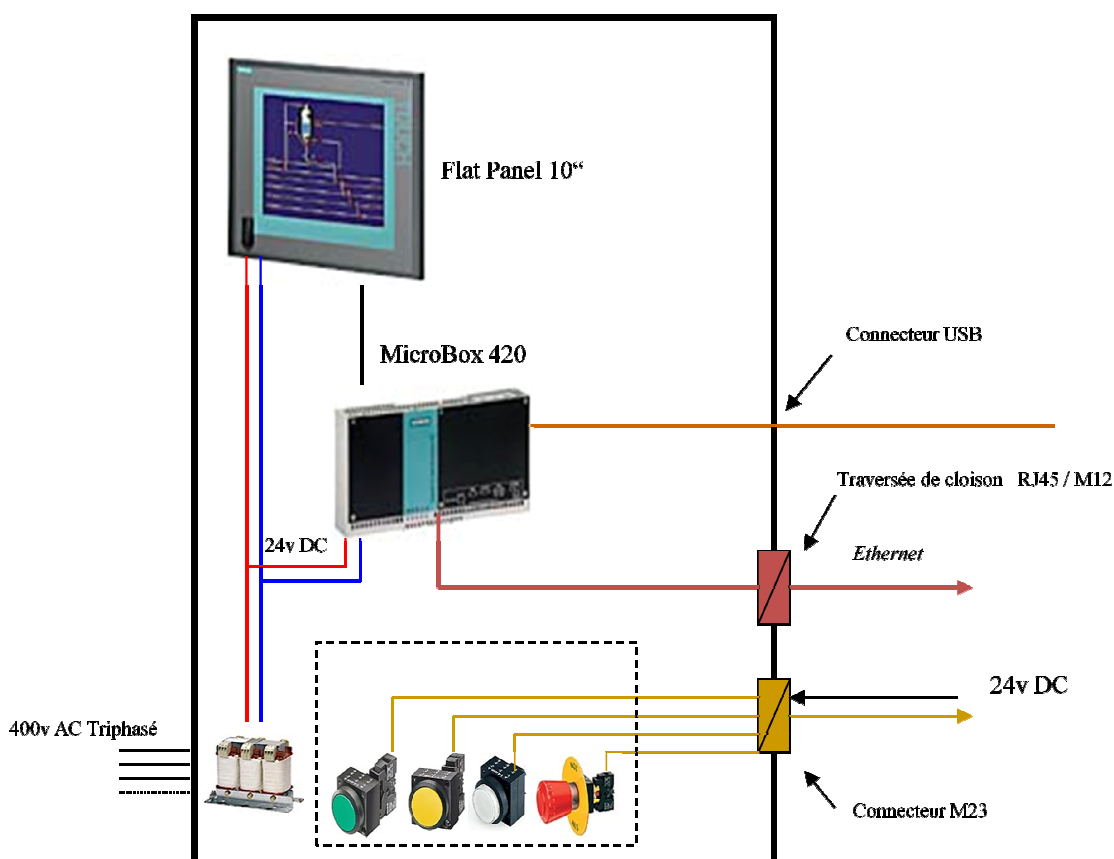 Flat Panel 10“
MicroBox 420
Connecteur USB
Traversée de cloison RJ45 / M12
24v DC
Ethernet
24v DC
400v AC Triphasé
Connecteur M23